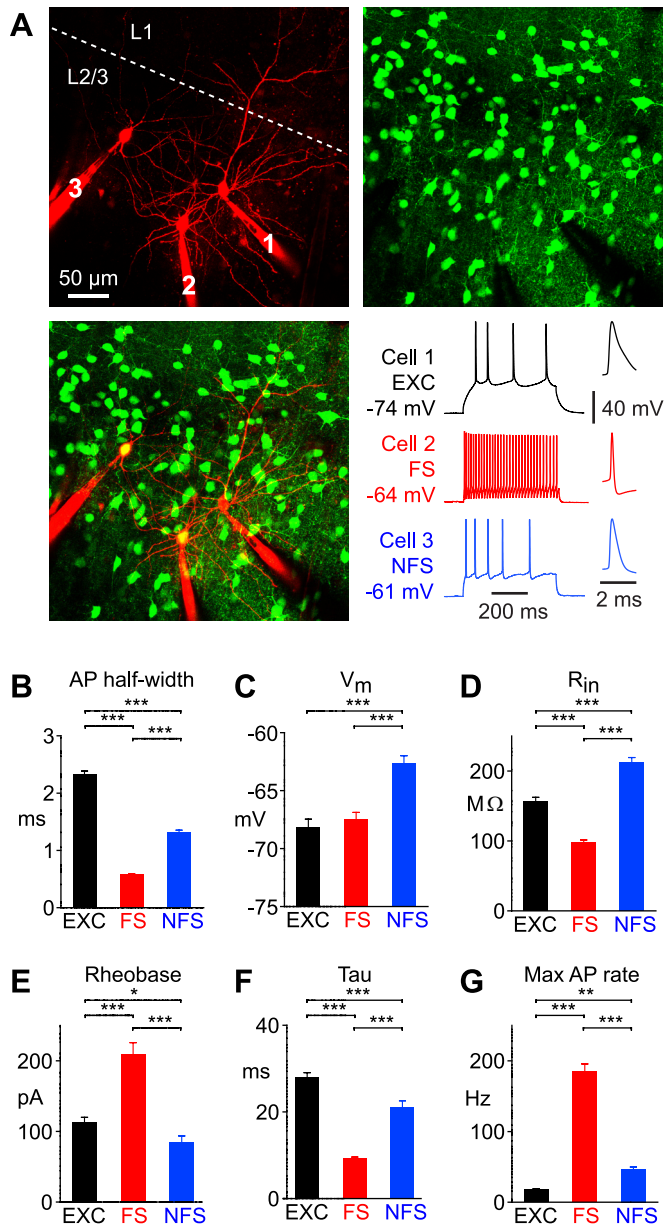 A
L1
L2/3
3
1
2
50 µm
Cell 1
EXC
-74 mV
40 mV
Cell 2
FS
-64 mV
Cell 3
NFS
-61 mV
200 ms
2 ms
B AP half-width
***
*** ***
3
2
ms
1
0
EXC FS NFS
C Vm
***
***
-60
-65
mV
-70
-75
EXC FS NFS
D Rin
***
*** ***
200
MΩ
100
0
EXC FS NFS
E Rheobase
*
*** ***
200
pA
100
0
EXC FS NFS
F Tau
***
*** ***
40
ms
20
0
EXC FS NFS
G Max AP rate
**
*** ***
200
150
Hz
100
50
0
EXC FS NFS